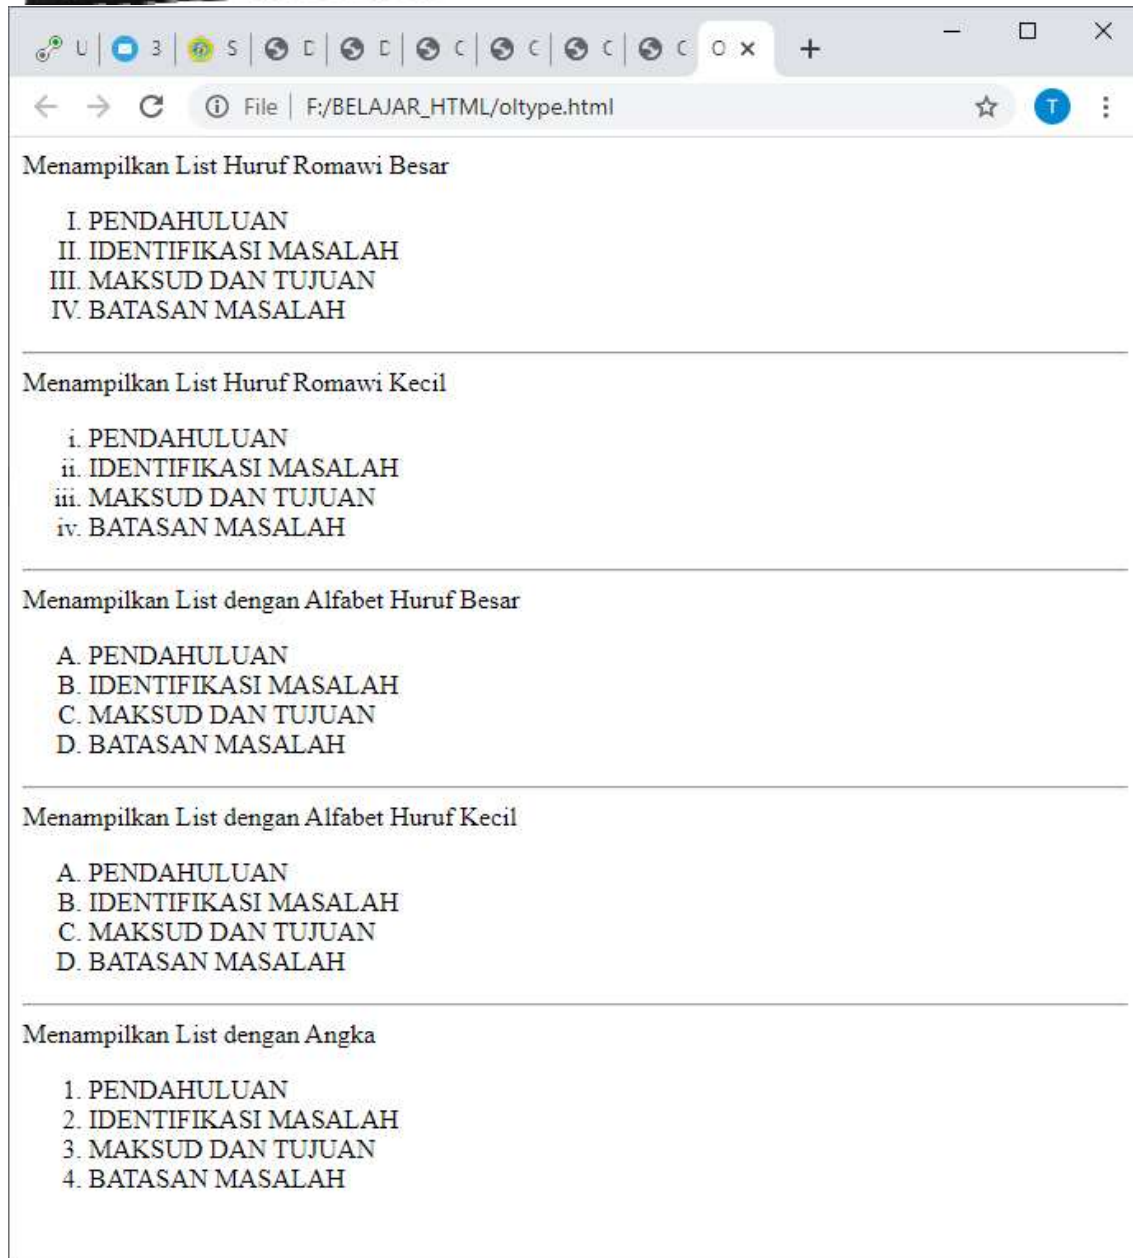 U 3 S D D C C C C O
File F:/BELAJAR_HTML/oltype.html T
Menampilkan List Huruf Romawi Besar
I. PENDAHULUAN
II. IDENTIFIKASI MASALAH
III. MAKSUD DAN TUJUAN
IV. BATASAN MASALAH
Menampilkan List Huruf Romawi Kecil
i. PENDAHULUAN
ii. IDENTIFIKASI MASALAH
iii. MAKSUD DAN TUJUAN
iv. BATASAN MASALAH
Menampilkan List dengan Alfabet Huruf Besar
A. PENDAHULUAN
B. IDENTIFIKASI MASALAH
C. MAKSUD DAN TUJUAN
D. BATASAN MASALAH
Menampilkan List dengan Alfabet Huruf Kecil
A. PENDAHULUAN
B. IDENTIFIKASI MASALAH
C. MAKSUD DAN TUJUAN
D. BATASAN MASALAH
Menampilkan List dengan Angka
1. PENDAHULUAN
2. IDENTIFIKASI MASALAH
3. MAKSUD DAN TUJUAN
4. BATASAN MASALAH